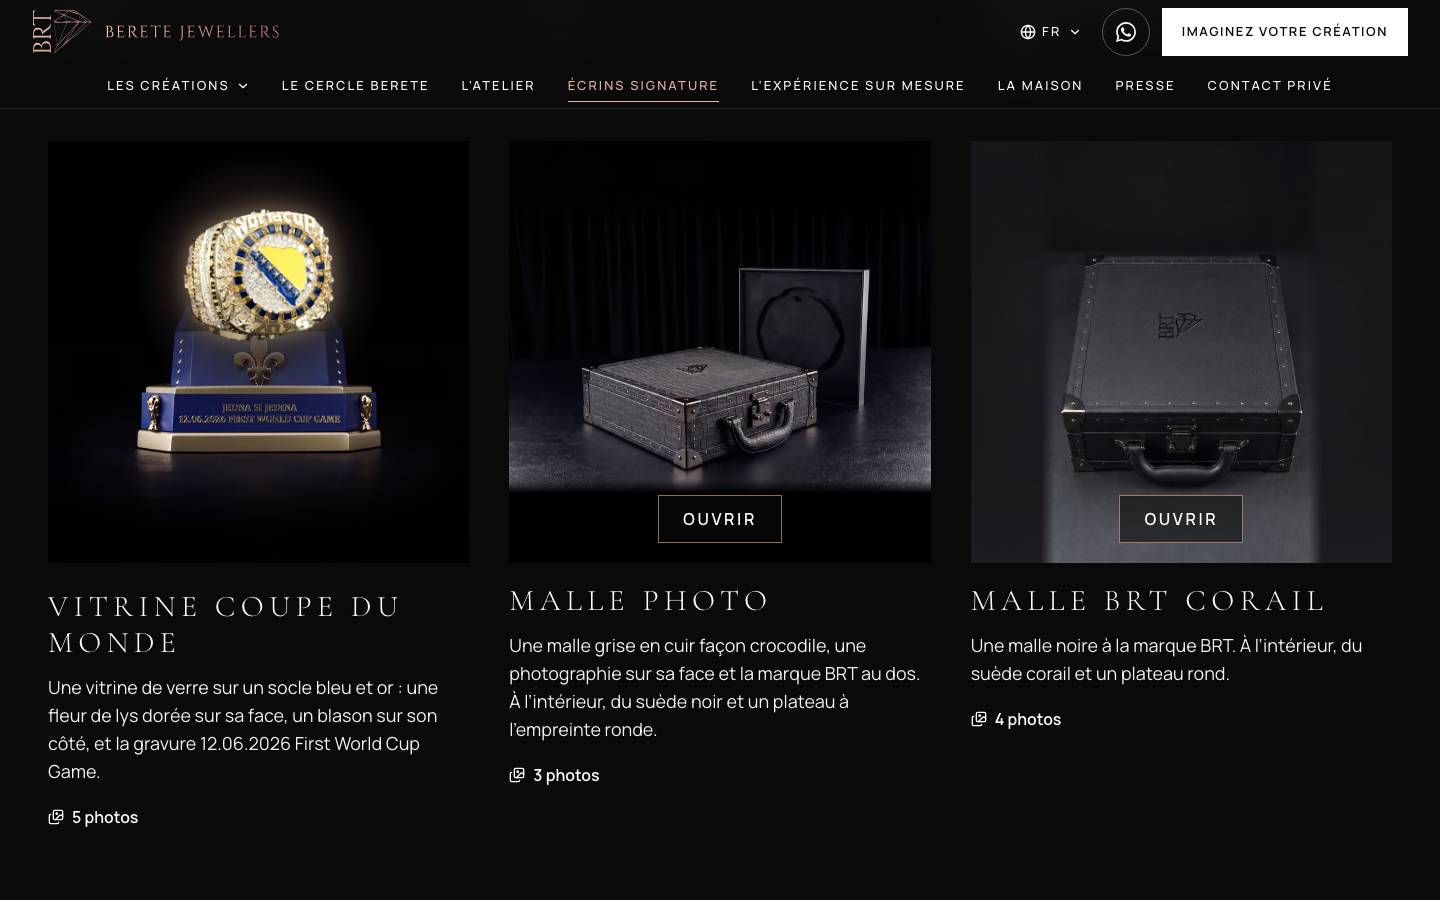 BRT
BERETE JEWELLERS
FR
IMAGINEZ VOTRE CRÉATION
LES CRÉATIONS
LE CERCLE BERETE
L'ATELIER
ÉCRINS SIGNATURE
L'EXPÉRIENCE SUR MESURE
LA MAISON
PRESSE
CONTACT PRIVÉ
JEDNA SI JEDINA
12.06.2026 FIRST WORLD CUP GAME
BRT
OUVRIR
OUVRIR
VITRINE COUPE DU
MONDE
Une vitrine de verre sur un socle bleu et or : une
fleur de lys dorée sur sa face, un blason sur son
côté, et la gravure 12.06.2026 First World Cup
Game.
5 photos
MALLE PHOTO
Une malle grise en cuir façon crocodile, une
photographie sur sa face et la marque BRT au dos.
À l'intérieur, du suède noir et un plateau à
l'empreinte ronde.
3 photos
MALLE BRT CORAIL
Une malle noire à la marque BRT. À l'intérieur, du
suède corail et un plateau rond.
4 photos